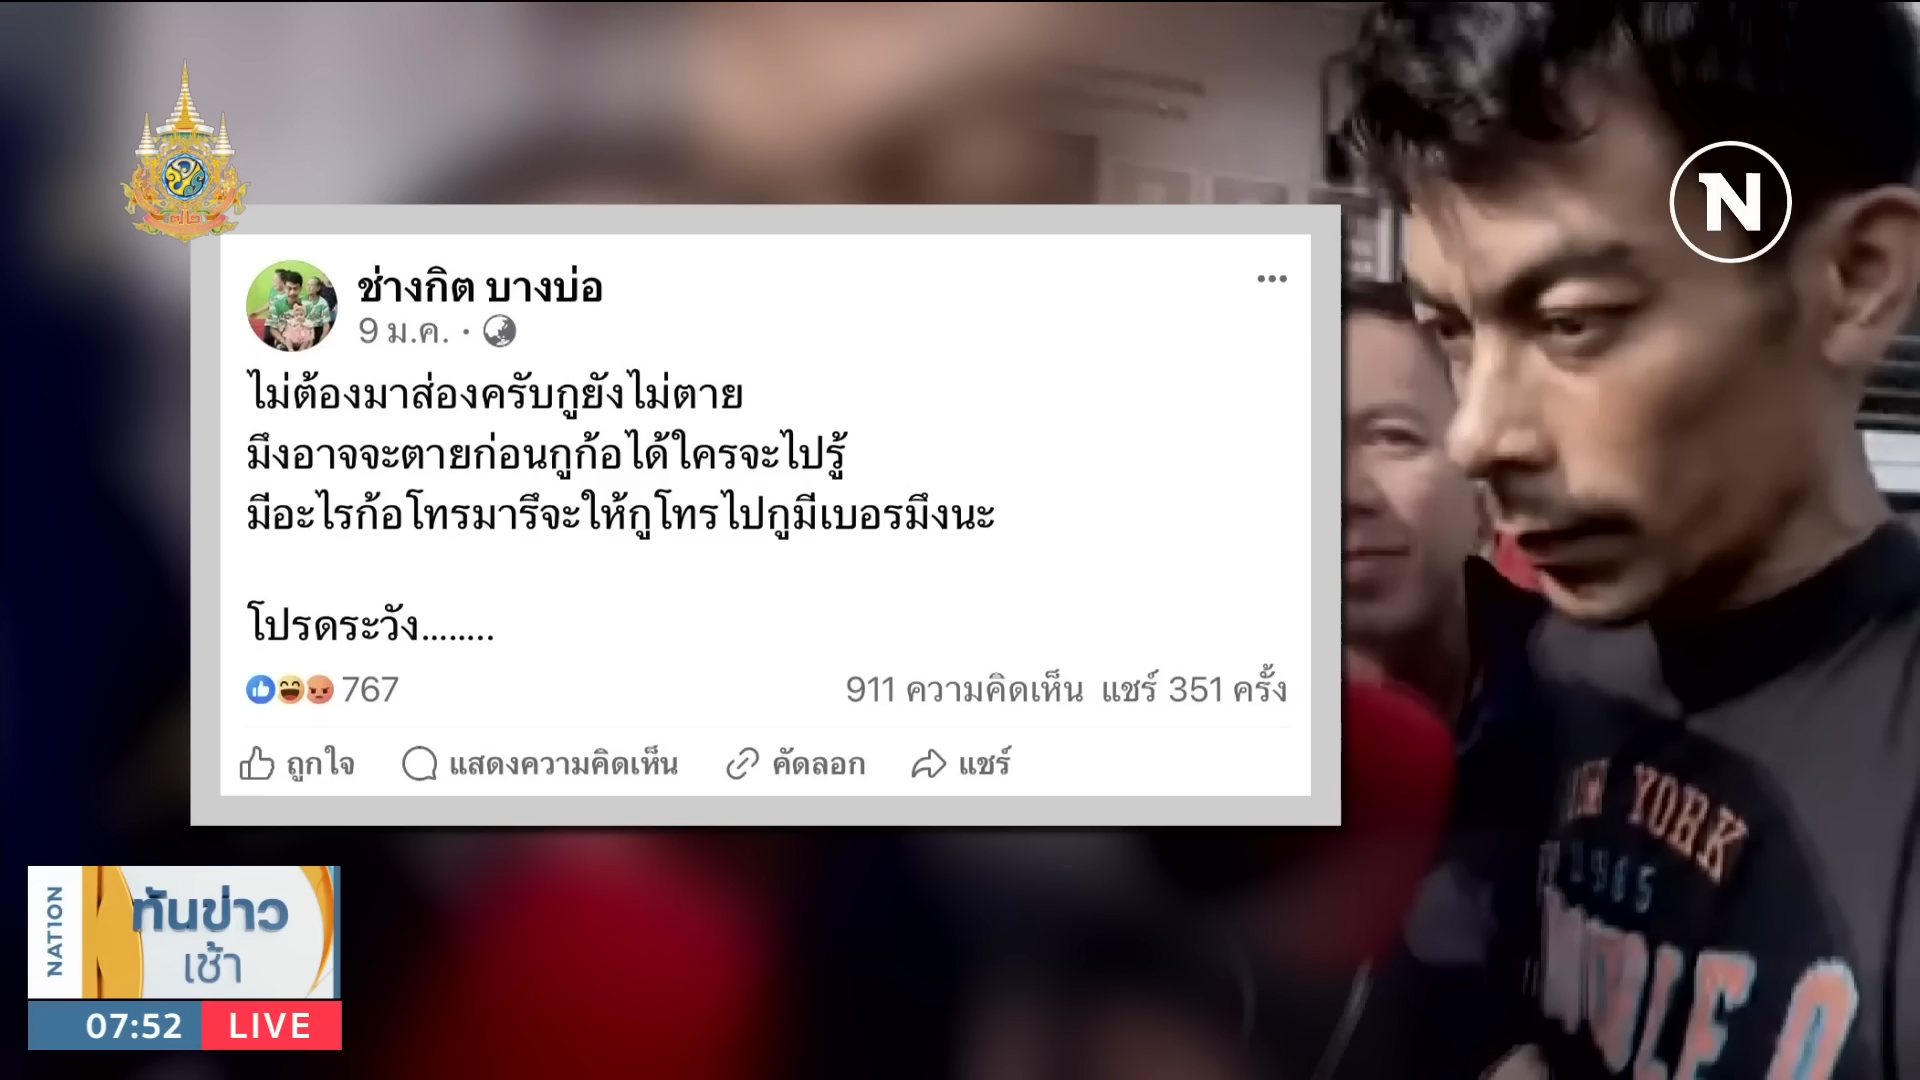 N
ช่างกิต บางบ่อ
9 ม.ค.
ไม่ต้องมาส่องครับกูยังไม่ตาย
มึงอาจจะตายก่อนกูก้อได้ใครจะไปรู้
มีอะไรก้อโทรมารึจะให้กูโทรไปกูมีเบอรมึงนะ
โปรดระวัง........
767
911 ความคิดเห็น แชร์ 351 ครั้ง
ถูกใจ
แสดงความคิดเห็น
คัดลอก
แชร์
YORK
1985
NATION
ทันข่าว
เช้า
07:52
LIVE